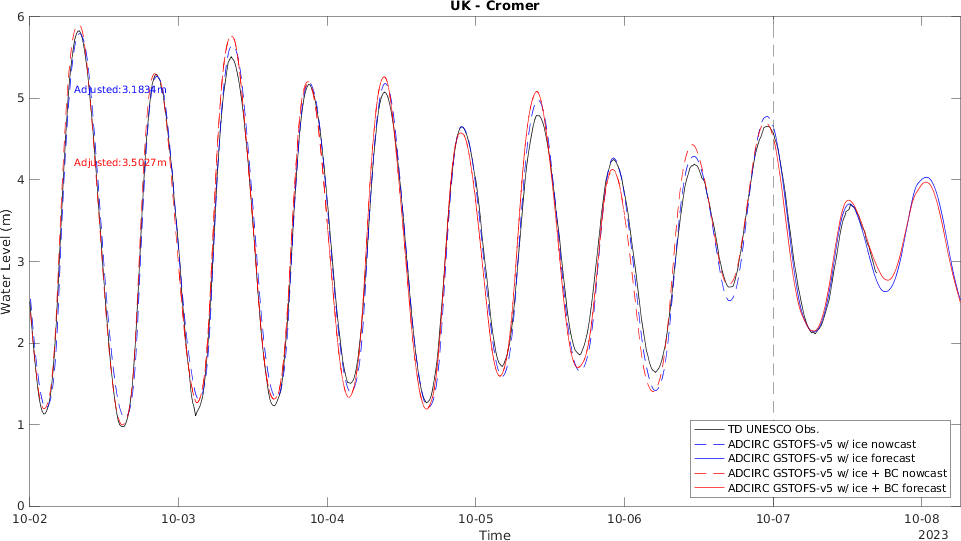 UK - Cromer
6
5
4
3
2
1
0
Water Level (m)
Adjusted:3.1834m
Adjusted:3.5027m
TD UNESCO Obs.
ADCIRC GSTOFS-v5 w/ ice nowcast
ADCIRC GSTOFS-v5 w/ ice forecast
ADCIRC GSTOFS-v5 w/ ice + BC nowcast
ADCIRC GSTOFS-v5 w/ ice + BC forecast
10-02 10-03 10-04 10-05 10-06 10-07 10-08
Time 2023